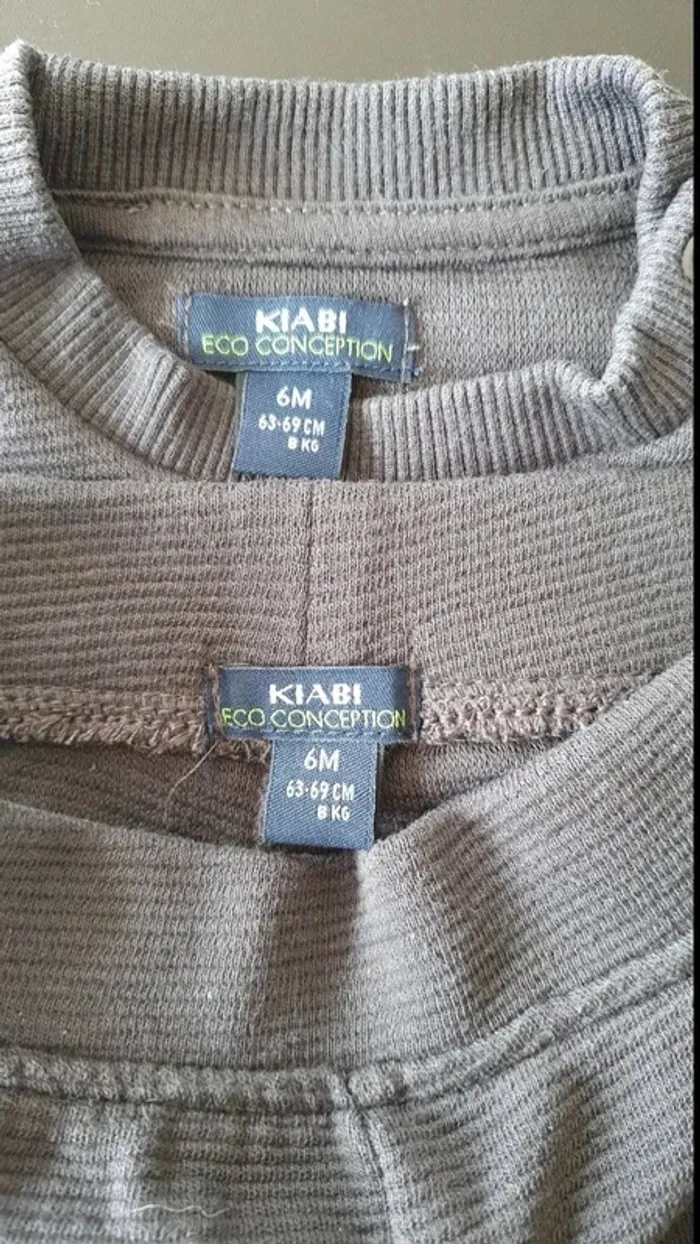 KIABI
ECO CONCEPTION
6M
63-69 CM
8 KG
KIABI
ECO CONCEPTION
6M
63-69 CM
8 KG